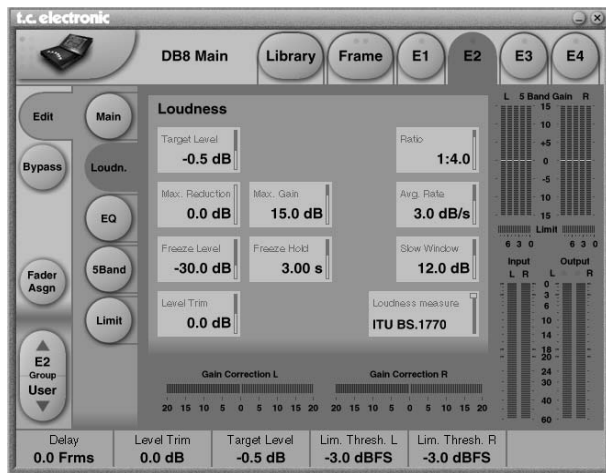 t.c. electronic
DB8 Main
Library
Frame
E1
E2
E3
E4
Edit
Bypass
Fader
Asgn
E2
Group
User
Main
Loudn.
EQ
5Band
Limit
Loudness
Target Level
-0.5 dB
Ratio
1:4.0
Max. Reduction
0.0 dB
Max. Gain
15.0 dB
Avg. Rate
3.0 dB/s
Freeze Level
-30.0 dB
Freeze Hold
3.00 s
Slow Window
12.0 dB
Level Trim
0.0 dB
Loudness measure
ITU BS.1770
Gain Correction L
20 15 10 5 0 5 10 15 20
Gain Correction R
20 15 10 5 0 5 10 15 20
L 5 Band Gain R
15
10
+5
0
-5
10
15
Limit
6 3 0
6 3 0
Input
L R
Output
L R
0
3
6
10
14
18
20
24
30
40
60
Delay
0.0 Frms
Level Trim
0.0 dB
Target Level
-0.5 dB
Lim. Thresh. L
-3.0 dBFS
Lim. Thresh. R
-3.0 dBFS